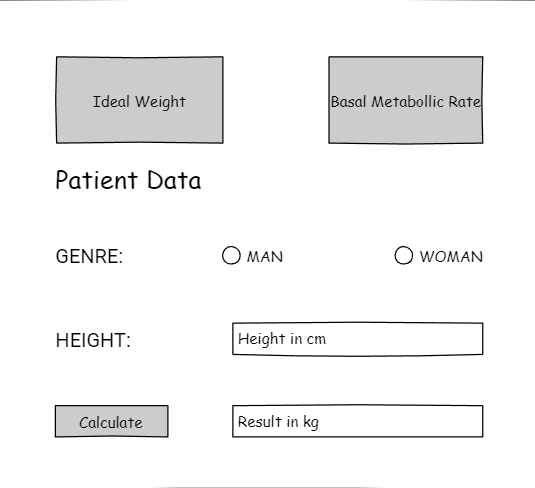 Ideal Weight
Basal Metabollic Rate
Patient Data
GENRE:
MAN
WOMAN
HEIGHT:
Height in cm
Calculate
Result in kg